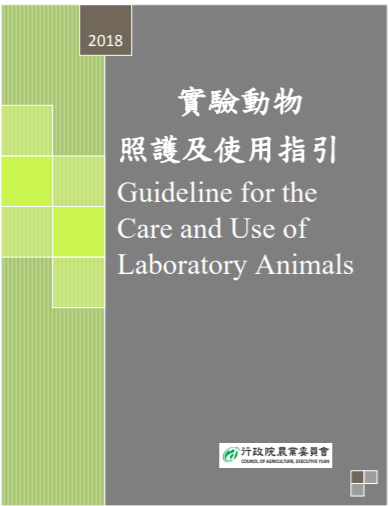 2018
實驗動物
照護及使用指引
Guideline for the
Care and Use of
Laboratory Animals
行政院農業委員會
COUNCIL OF AGRICULTURE, EXECUTIVE YUAN